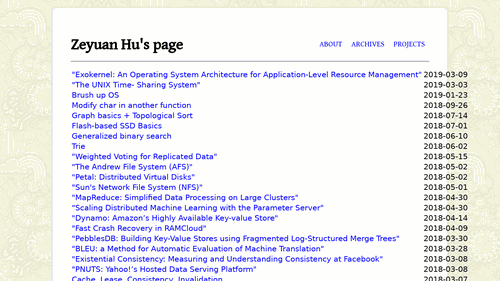 Zeyuan Hu's page
ABOUT ARCHIVES PROJECTS
"Exokernel: An Operating System Architecture for Application-Level Resource Management" 2019-03-09
"The UNIX Time- Sharing System" 2019-03-03
Brush up OS 2019-01-23
Modify char in another function 2018-09-26
Graph basics + Topological Sort 2018-07-14
Flash-based SSD Basics 2018-07-01
Generalized binary search 2018-06-10
Trie 2018-06-02
"Weighted Voting for Replicated Data" 2018-05-15
"The Andrew File System (AFS)" 2018-05-02
"Petal: Distributed Virtual Disks" 2018-05-02
"Sun's Network File System (NFS)" 2018-05-01
"MapReduce: Simplified Data Processing on Large Clusters" 2018-04-30
"Scaling Distributed Machine Learning with the Parameter Server" 2018-04-30
"Dynamo: Amazon’s Highly Available Key-value Store" 2018-04-14
"Fast Crash Recovery in RAMCloud" 2018-04-09
"PebblesDB: Building Key-Value Stores using Fragmented Log-Structured Merge Trees" 2018-03-30
"BLEU: a Method for Automatic Evaluation of Machine Translation" 2018-03-28
"Existential Consistency: Measuring and Understanding Consistency at Facebook" 2018-03-08
"PNUTS: Yahoo!’s Hosted Data Serving Platform" 2018-03-08
Cache, Lease, Consistency, Invalidation 2018-03-07